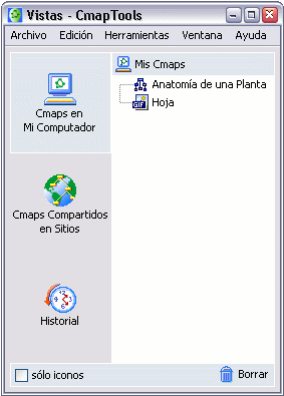 Vistas - CmapTools
Archivo Edición Herramientas Ventana Ayuda
Cmaps en
Mi Computador
Cmaps Compartidos
en Sitios
Historial
Mis Cmaps
Anatomía de una Planta
Hoja
sólo iconos
Borrar